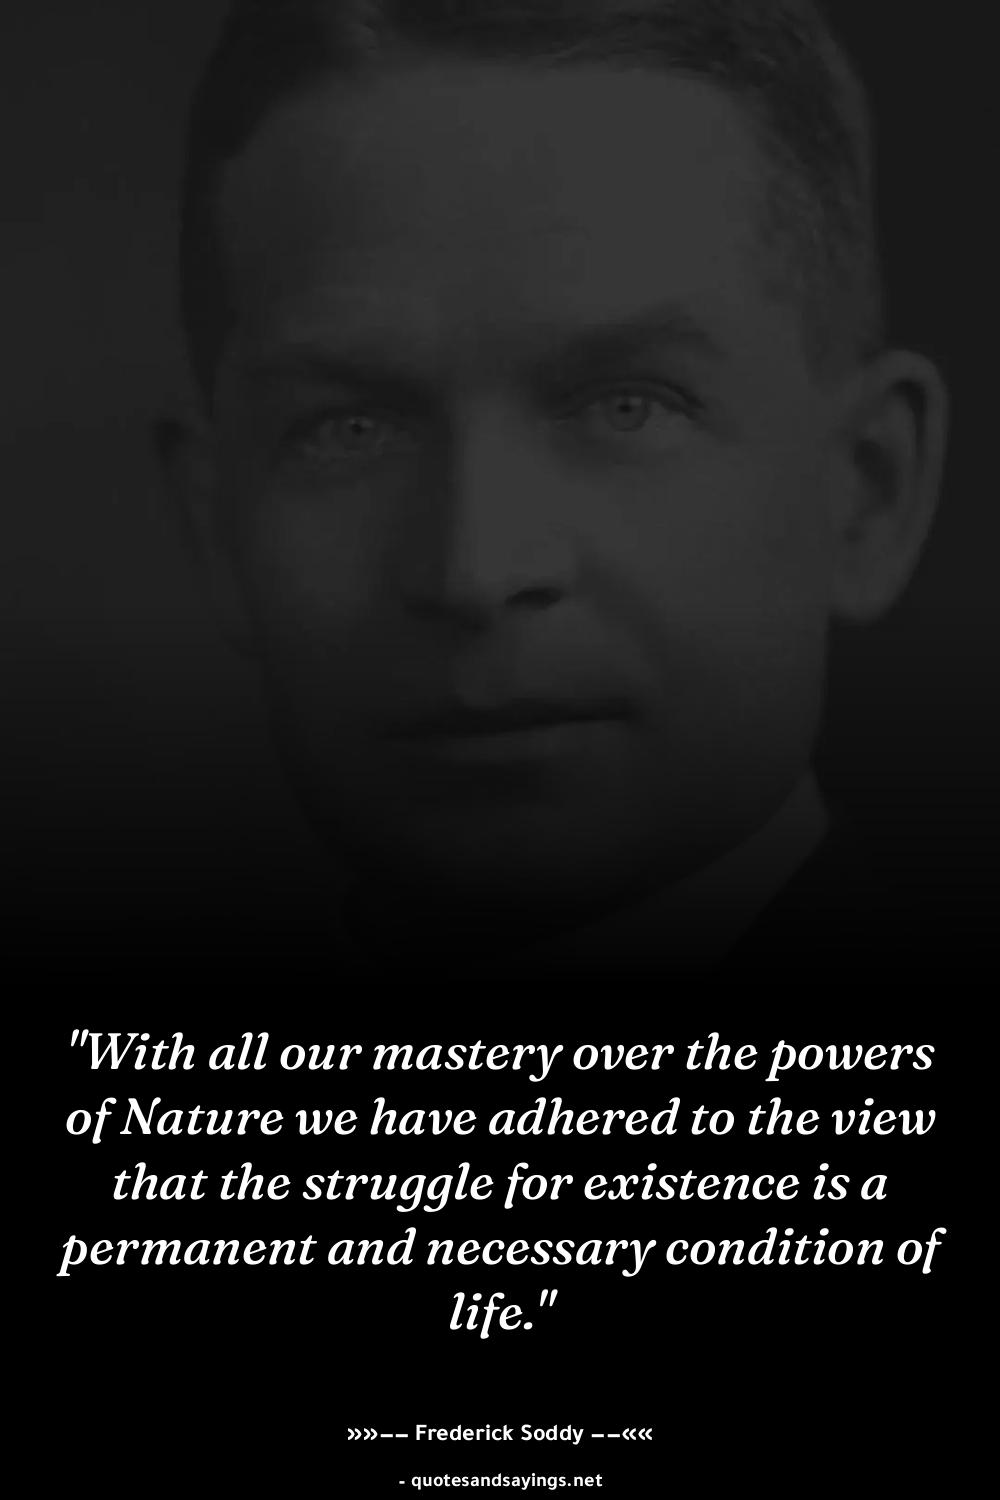 "With all our mastery over the powers
of Nature we have adhered to the view
that the struggle for existence is a
permanent and necessary condition of
life."
»»-- Frederick Soddy --««
- quotesandsayings.net